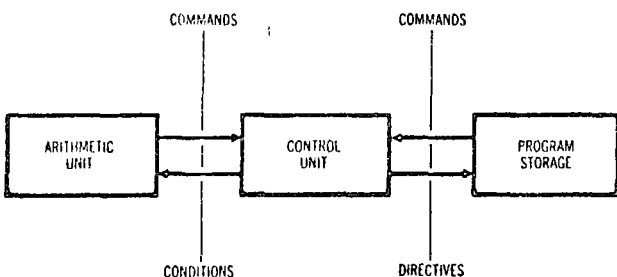 COMMANDS
COMMANDS
ARITHMETIC
UNIT
CONTROL
UNIT
PROGRAM
STORAGE
CONDITIONS
DIRECTIVES